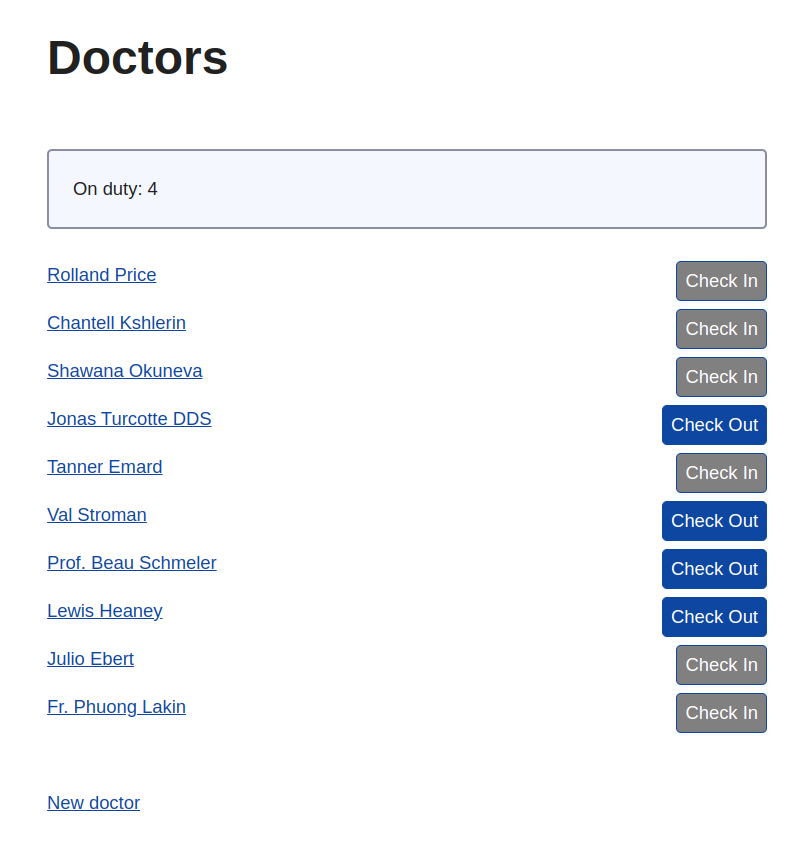 Doctors
On duty: 4
Rolland Price Check In
Chantell Kshlerin Check In
Shawana Okuneva Check In
Jonas Turcotte DDS Check Out
Tanner Emard Check In
Val Stroman Check Out
Prof. Beau Schmeler Check Out
Lewis Heaney Check Out
Julio Ebert Check In
Fr. Phuong Lakin Check In
New doctor